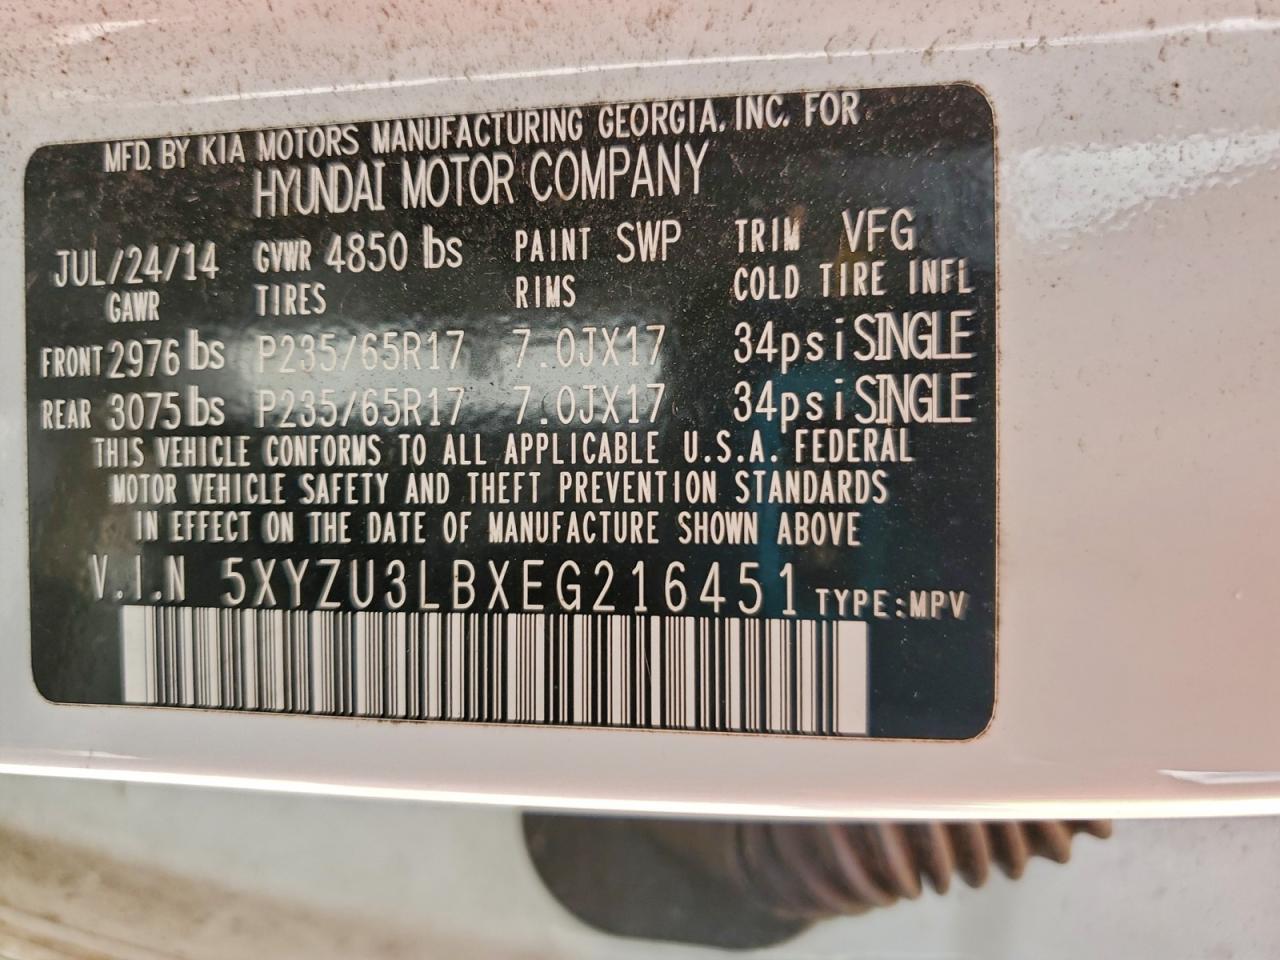 MFD. BY KIA MOTORS MANUFACTURING GEORGIA, INC. FOR
HYUNDAI MOTOR COMPANY
JUL/24/14 GVWR 4850 lbs PAINT SWP TRIM VFG
GAWR TIRES RIMS COLD TIRE INFL
FRONT 2976 lbs P235/65R17 7.0JX17 34psi SINGLE
REAR 3075 lbs P235/65R17 7.0JX17 34psi SINGLE
THIS VEHICLE CONFORMS TO ALL APPLICABLE U.S.A. FEDERAL
MOTOR VEHICLE SAFETY AND THEFT PREVENTION STANDARDS
IN EFFECT ON THE DATE OF MANUFACTURE SHOWN ABOVE
V.I.N 5XYZU3LBXEG216451 TYPE:MPV